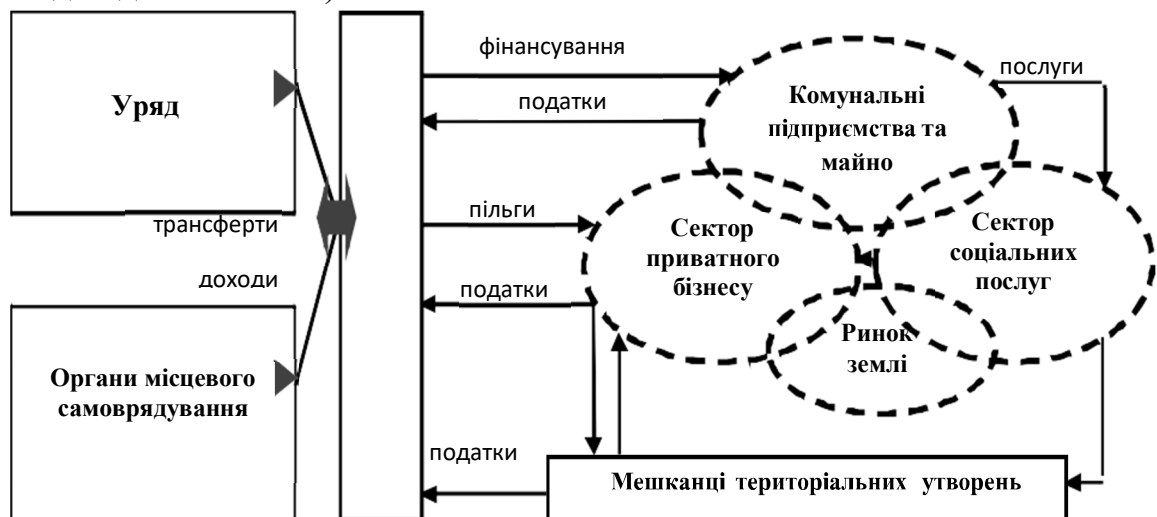 фінансування
послуги
Уряд
Комунальні
підприємства та
майно
податки
трансферти
пільги
Сектор
приватного
бізнесу
Сектор
соціальних
послуг
доходи
податки
Ринок
землі
Органи місцевого
самоврядування
податки
Мешканці територіальних утворень